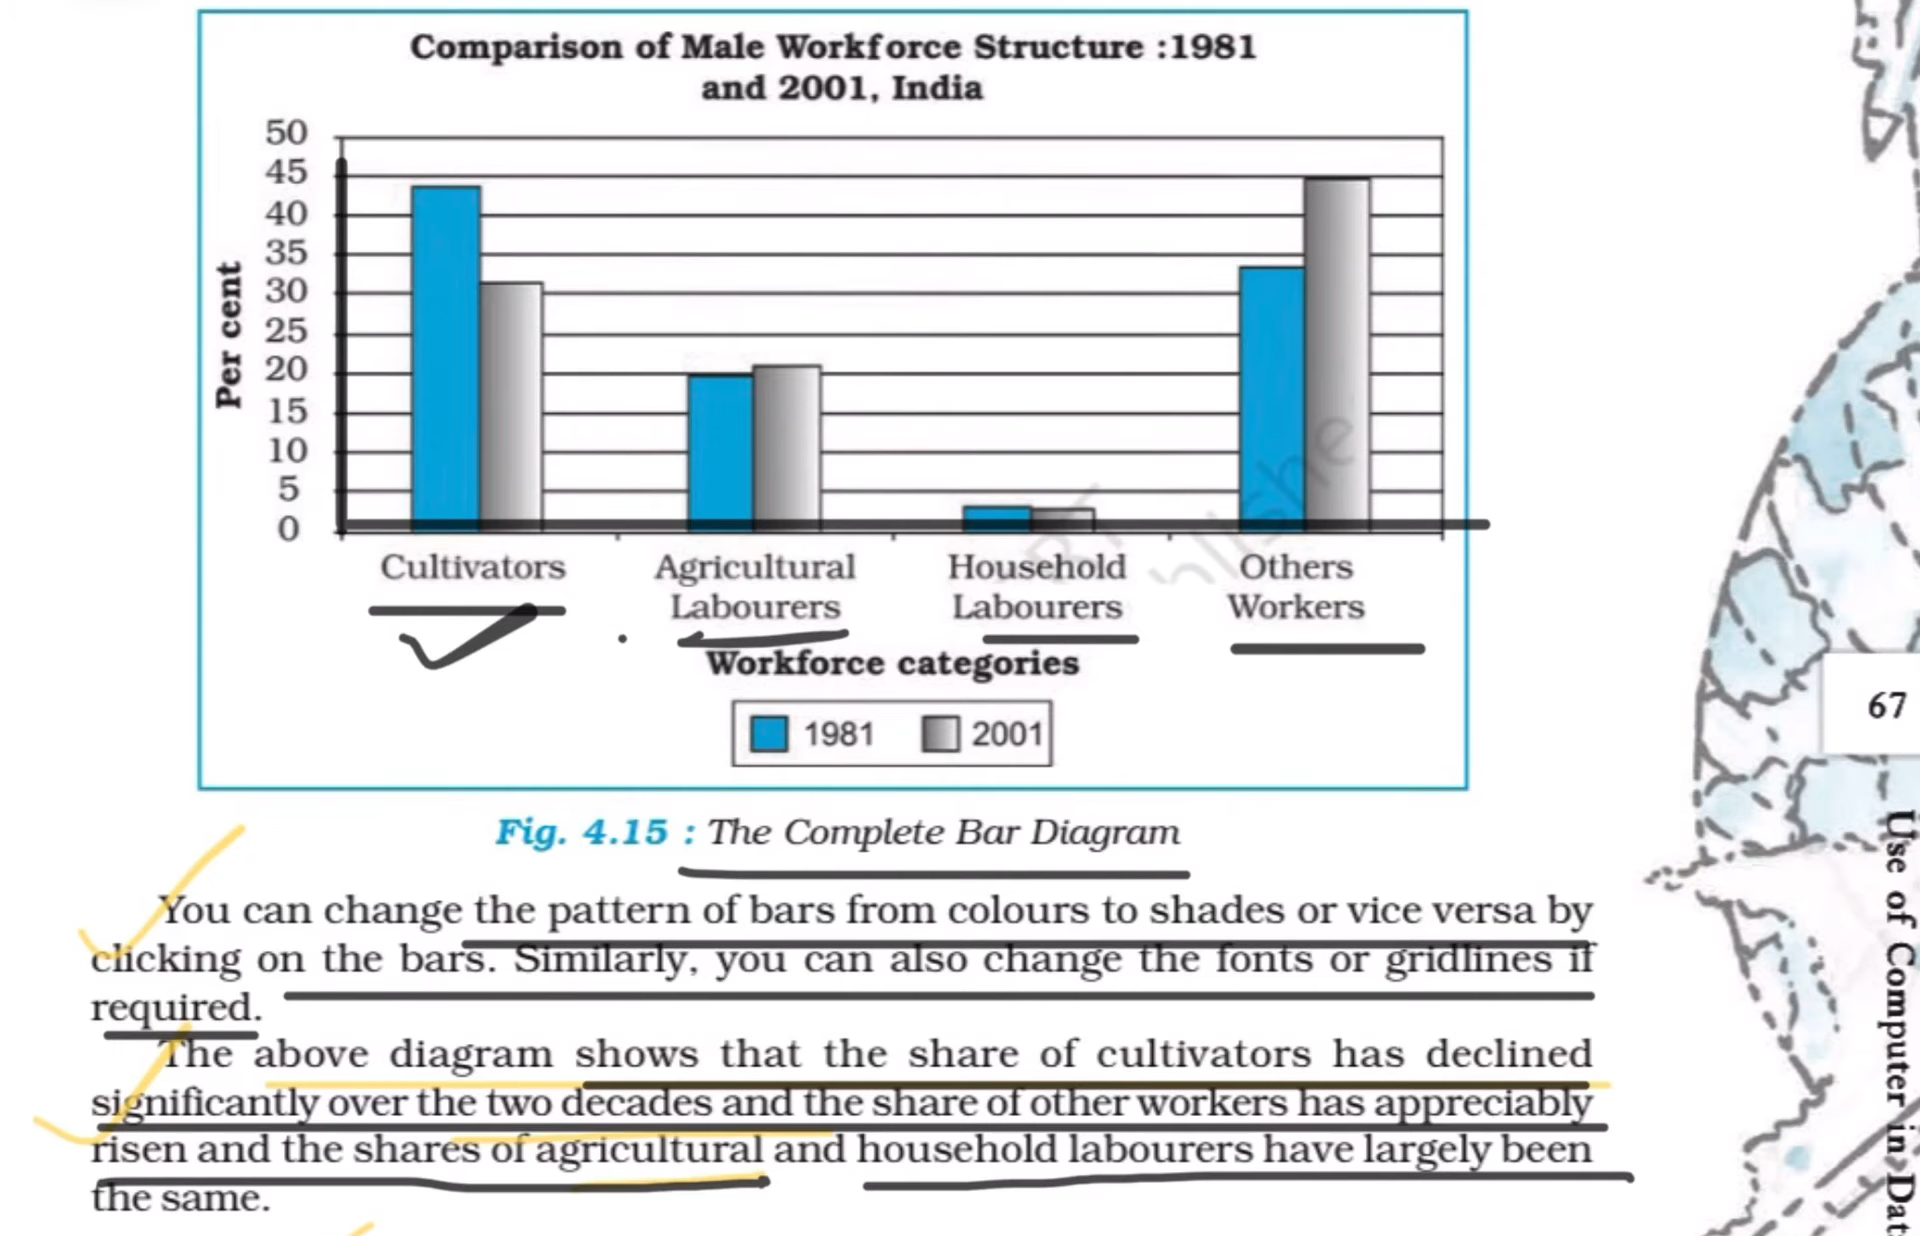 Comparison of Male Workforce Structure :1981
and 2001, India
Per cent
50
45
40
35
30
25
20
15
10
5
0
Cultivators
Agricultural
Labourers
Household
Labourers
Others
Workers
Workforce categories
1981
2001
Fig. 4.15 : The Complete Bar Diagram
You can change the pattern of bars from colours to shades or vice versa by
clicking on the bars. Similarly, you can also change the fonts or gridlines if
required.
The above diagram shows that the share of cultivators has declined
significantly over the two decades and the share of other workers has appreciably
risen and the shares of agricultural and household labourers have largely been
the same.
67
Use of Computer in